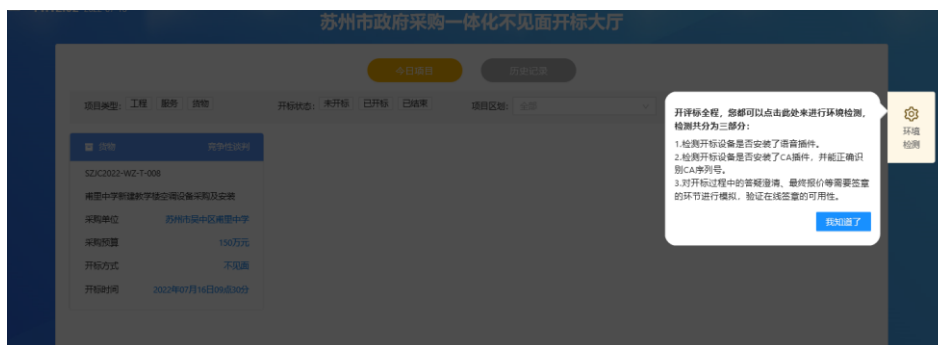 苏州市政府采购一体化不见面开标大厅
今日项目
历史记录
项目类型: 工程 服务 货物
开标状态: 未开标 已开标 已结束
项目区划: 全部
货物
竞争性谈判
SZJC2022-WZ-T-008
甪里中学新建教学楼空调设备采购及安装
采购单位
苏州市吴中区甪里中学
采购预算
150万元
开标方式
不见面
开标时间
2022年07月16日09点30分
开评标全程，您都可以点击此处来进行环境检测，
检测共分为三部分：
1.检测开标设备是否安装了语音插件。
2.检测开标设备是否安装了CA插件，并能正确识
别CA序列号。
3.对开标过程中的答疑澄清、最终报价等需要签章
的环节进行模拟，验证在线签章的可用性。
我知道了
环境
检测